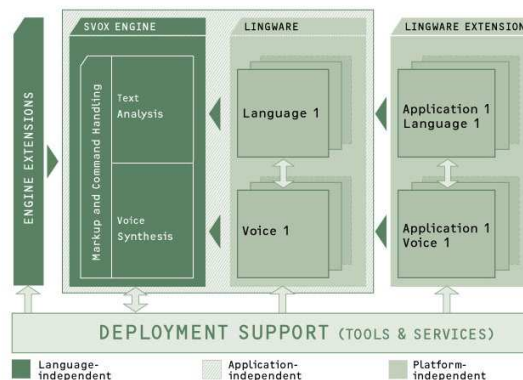 SVOX ENGINE
LINGWARE
LINGWARE EXTENSION
ENGINE EXTENSIONS
Markup and Command Handling
Text
Analysis
Voice
Synthesis
Language 1
Voice 1
Application 1
Language 1
Application 1
Voice 1
DEPLOYMENT SUPPORT (TOOLS & SERVICES)
Language-
independent
Application-
independent
Platform-
independent